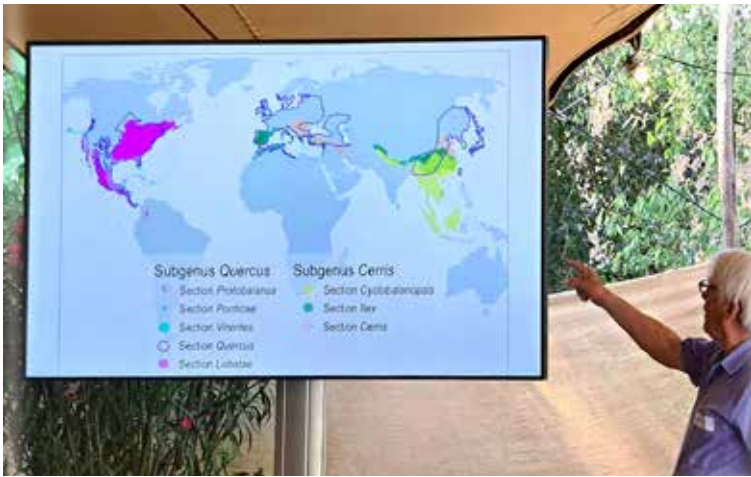 Subgenus Quercus
Section Protobalanus
Section Ponticae
Section Virentes
Section Quercus
Section Lobatae
Subgenus Cerris
Section Cyclobalanopsis
Section Ilex
Section Cerris